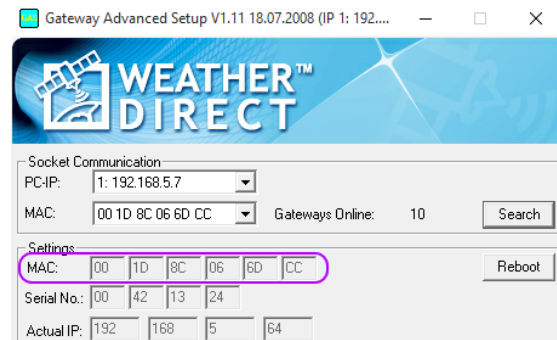 Gateway Advanced Setup V1.11 18.07.2008 (IP 1: 192....
WEATHER™
DIRECT
Socket Communication
PC-IP: 1: 192.168.5.7
MAC: 00 1D 8C 06 6D CC Gateways Online: 10 Search
Settings
MAC: 00 1D 8C 06 6D CC Reboot
Serial No.: 00 42 13 24
Actual IP: 192 168 5 64